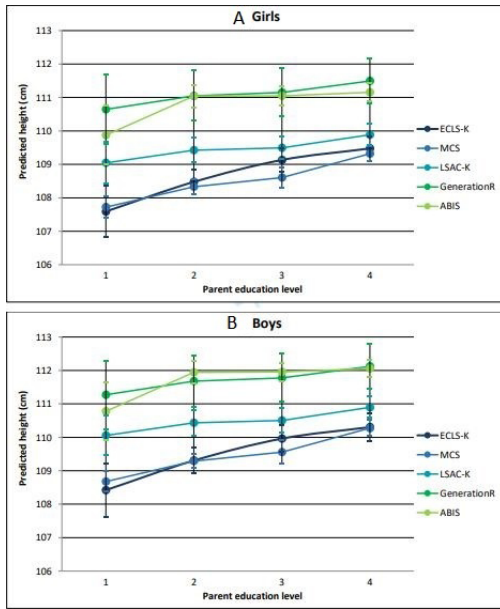 A Girls
113
112
111
110
109
108
107
106
Predicted height (cm)
1 2 3 4
Parent education level
ECLS-K
MCS
LSAC-K
GenerationR
ABIS
B Boys
113
112
111
110
109
108
107
106
Predicted height (cm)
1 2 3 4
Parent education level
ECLS-K
MCS
LSAC-K
GenerationR
ABIS